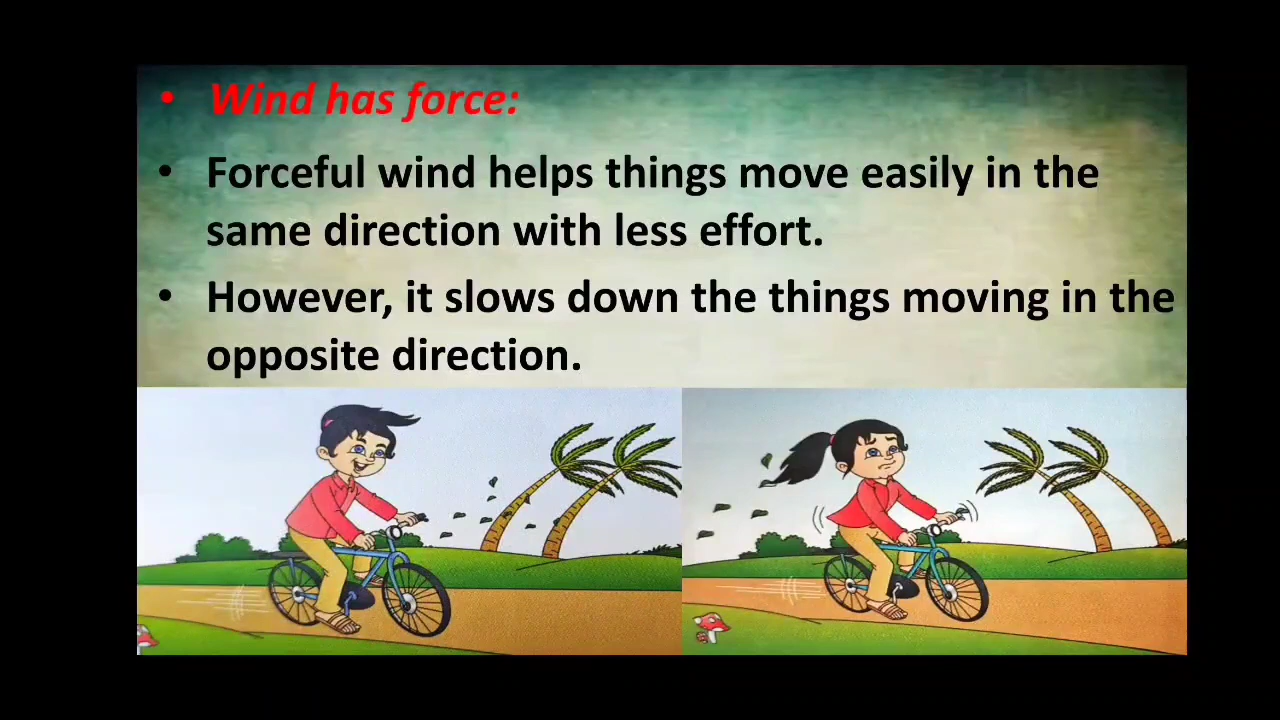 • Wind has force:
• Forceful wind helps things move easily in the
same direction with less effort.
• However, it slows down the things moving in the
opposite direction.